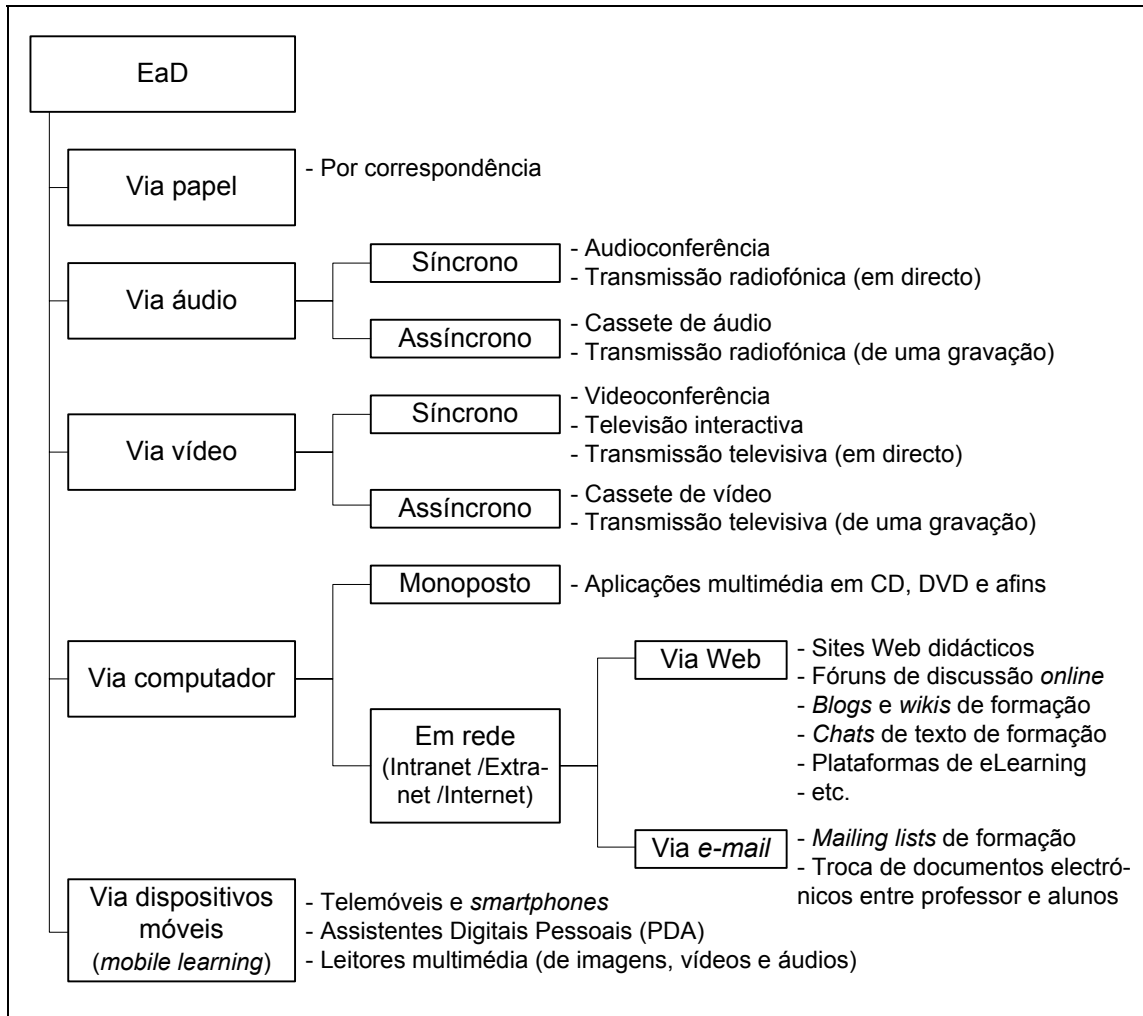 EaD
Via papel
- Por correspondência
Via áudio
Síncrono
- Audioconferência
- Transmissão radiofónica (em directo)
Assíncrono
- Cassete de áudio
- Transmissão radiofónica (de uma gravação)
Via vídeo
Síncrono
- Videoconferência
- Televisão interactiva
- Transmissão televisiva (em directo)
Assíncrono
- Cassete de vídeo
- Transmissão televisiva (de uma gravação)
Via computador
Monoposto
- Aplicações multimédia em CD, DVD e afins
Em rede
(Intranet /Extra-
net /Internet)
Via Web
- Sites Web didácticos
- Fóruns de discussão online
- Blogs e wikis de formação
- Chats de texto de formação
- Plataformas de eLearning
- etc.
Via e-mail
- Mailing lists de formação
- Troca de documentos electró-
nicos entre professor e alunos
Via dispositivos
móveis
(mobile learning)
- Telemóveis e smartphones
- Assistentes Digitais Pessoais (PDA)
- Leitores multimédia (de imagens, vídeos e áudios)